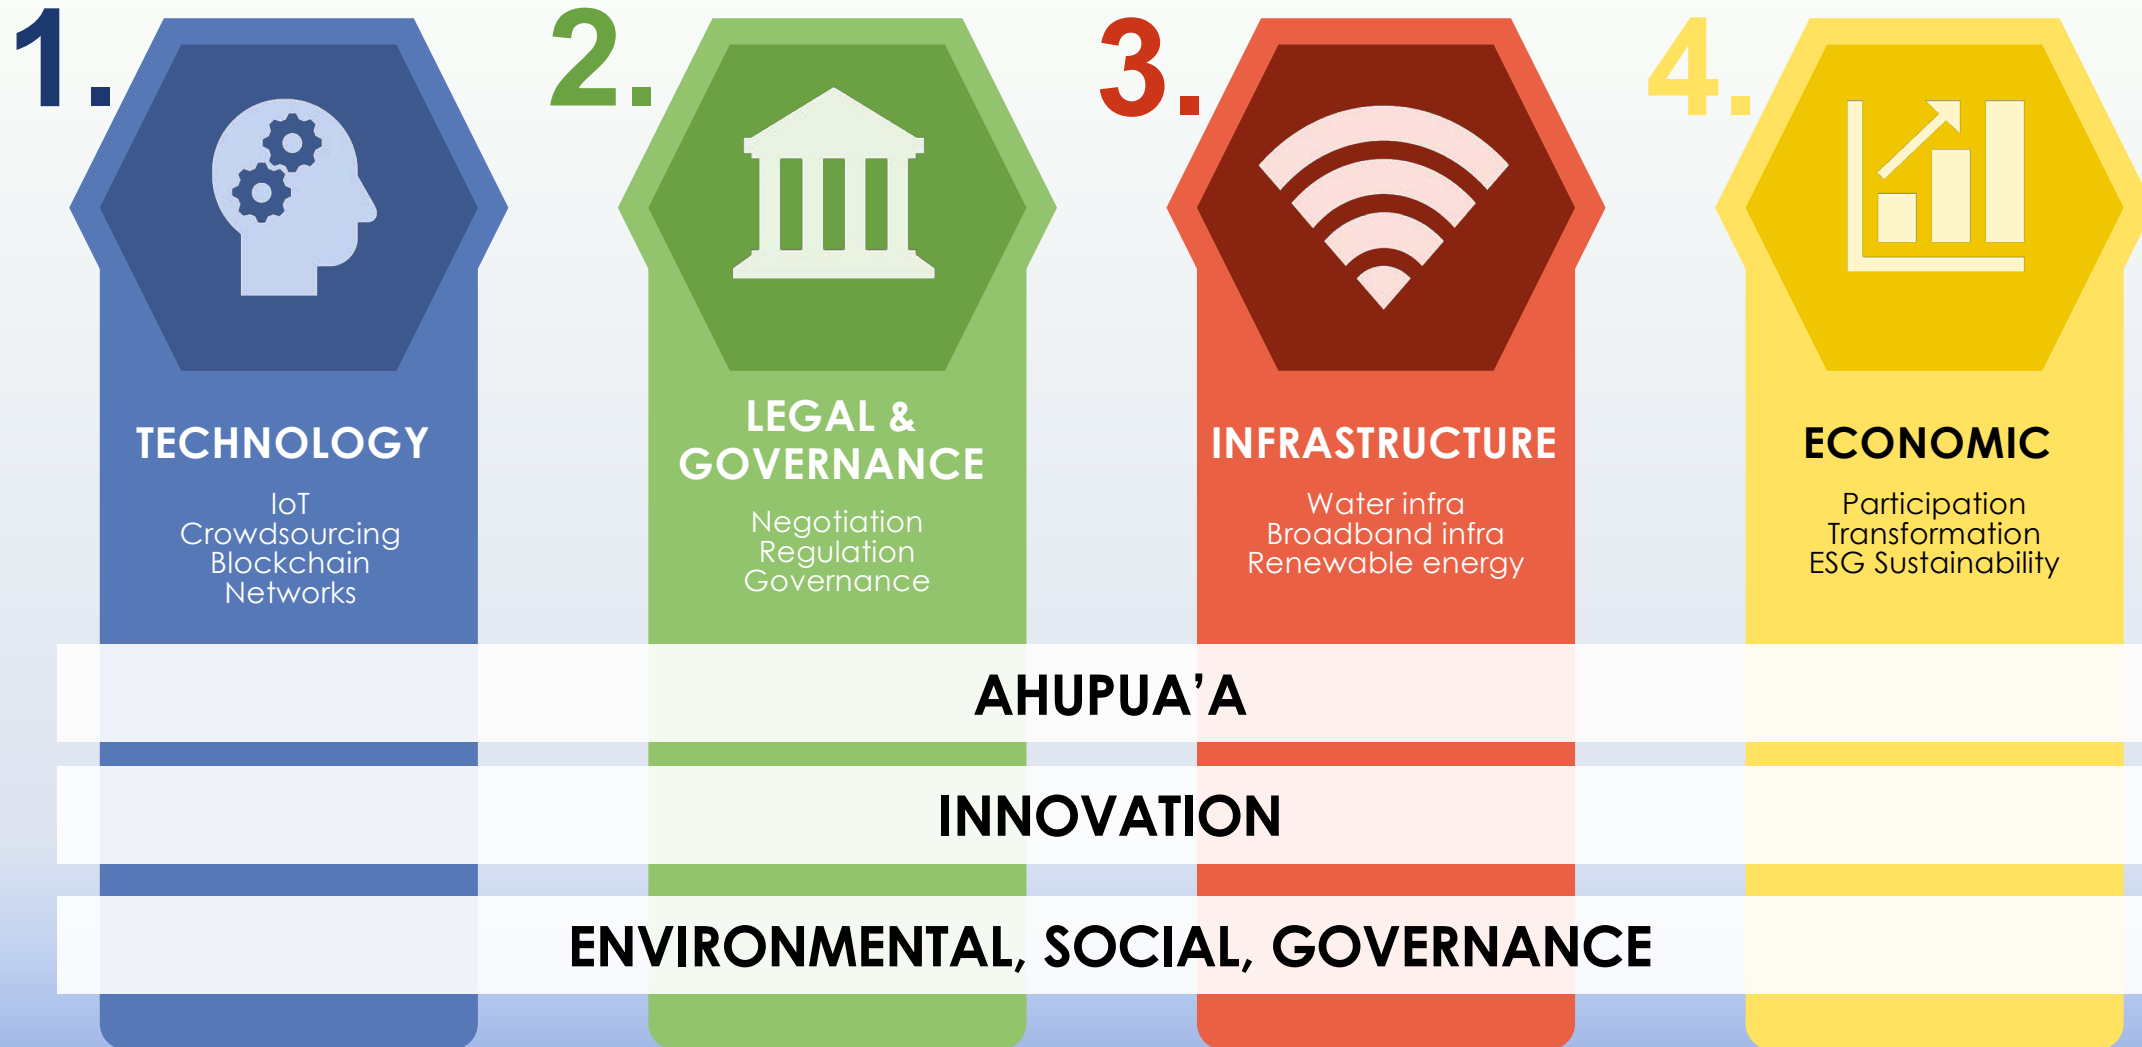 1.
TECHNOLOGY
IoT
Crowdsourcing
Blockchain
Networks
2.
LEGAL &
GOVERNANCE
Negotiation
Regulation
Governance
3.
INFRASTRUCTURE
Water infra
Broadband infra
Renewable energy
4.
ECONOMIC
Participation
Transformation
ESG Sustainability
AHUPUA’A
INNOVATION
ENVIRONMENTAL, SOCIAL, GOVERNANCE